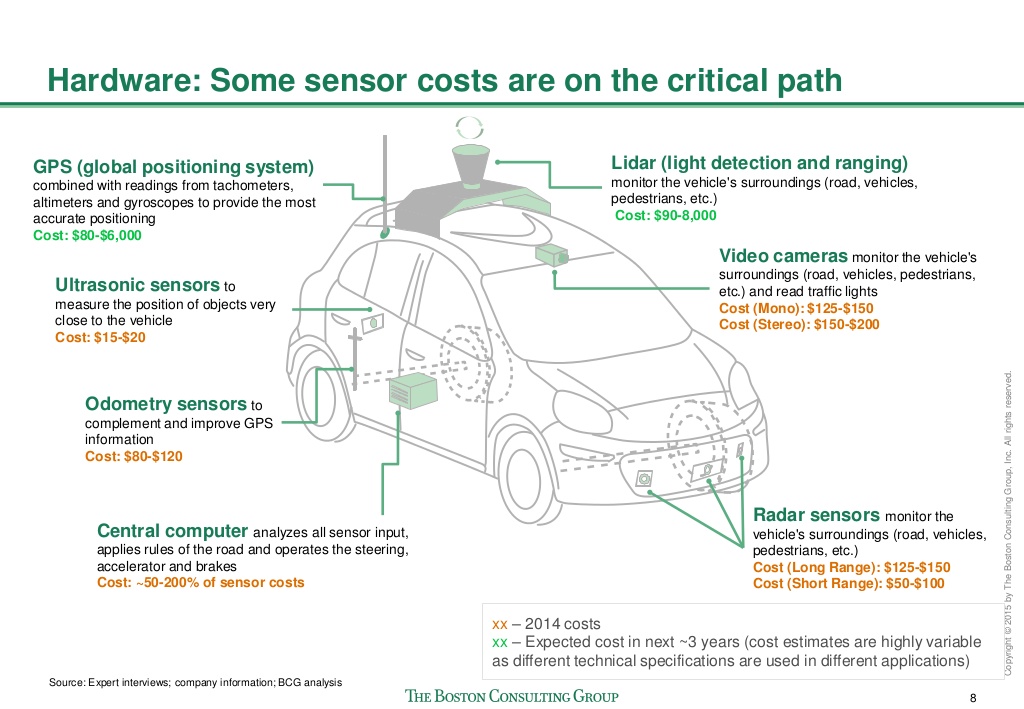 Hardware: Some sensor costs are on the critical path
GPS (global positioning system)
combined with readings from tachometers,
altimeters and gyroscopes to provide the most
accurate positioning
Cost: $80-$6,000
Lidar (light detection and ranging)
monitor the vehicle's surroundings (road, vehicles,
pedestrians, etc.)
Cost: $90-8,000
Video cameras monitor the vehicle's
surroundings (road, vehicles, pedestrians,
etc.) and read traffic lights
Cost (Mono): $125-$150
Cost (Stereo): $150-$200
Ultrasonic sensors to
measure the position of objects very
close to the vehicle
Cost: $15-$20
Odometry sensors to
complement and improve GPS
information
Cost: $80-$120
Central computer analyzes all sensor input,
applies rules of the road and operates the steering,
accelerator and brakes
Cost: ~50-200% of sensor costs
Radar sensors monitor the
vehicle's surroundings (road, vehicles,
pedestrians, etc.)
Cost (Long Range): $125-$150
Cost (Short Range): $50-$100
xx – 2014 costs
xx – Expected cost in next ~3 years (cost estimates are highly variable
as different technical specifications are used in different applications)
Source: Expert interviews; company information; BCG analysis
THE BOSTON CONSULTING GROUP
8
Copyright © 2015 by The Boston Consulting Group, Inc. All rights reserved.